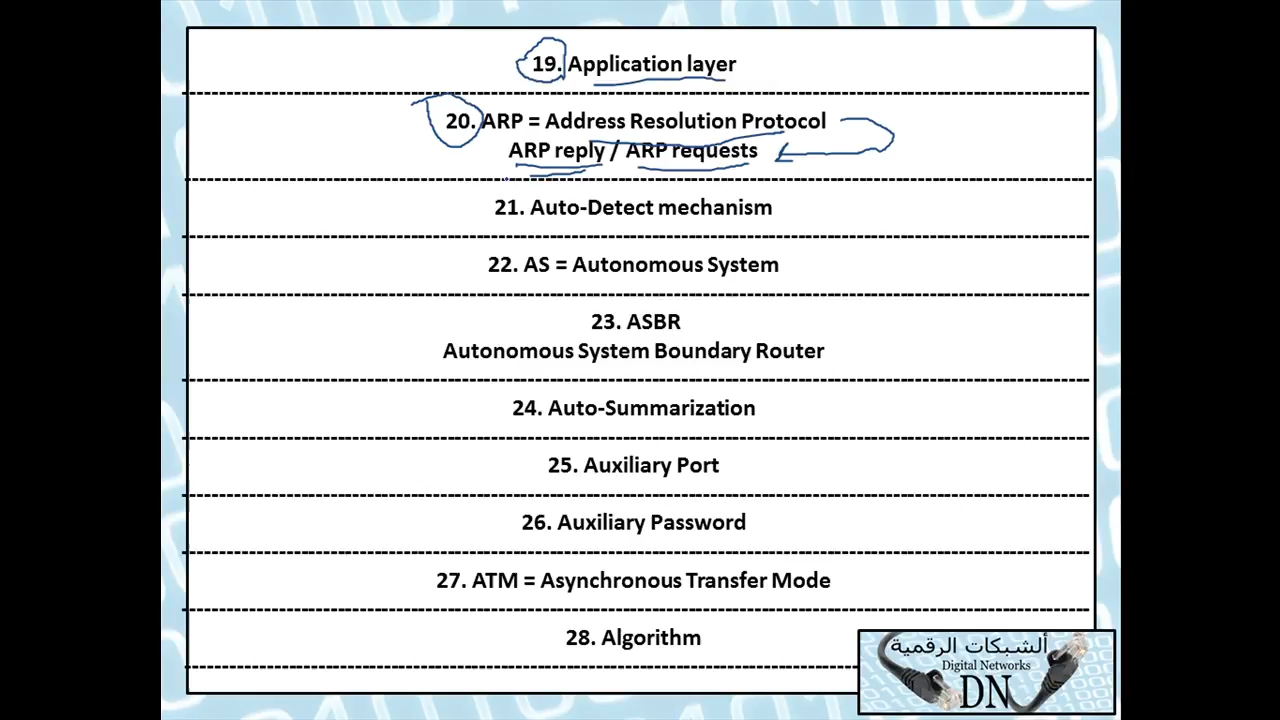 19. Application layer
20. ARP = Address Resolution Protocol
ARP reply / ARP requests
21. Auto-Detect mechanism
22. AS = Autonomous System
23. ASBR
Autonomous System Boundary Router
24. Auto-Summarization
25. Auxiliary Port
26. Auxiliary Password
27. ATM = Asynchronous Transfer Mode
28. Algorithm
ألشبكات الرقمية
Digital Networks
DN